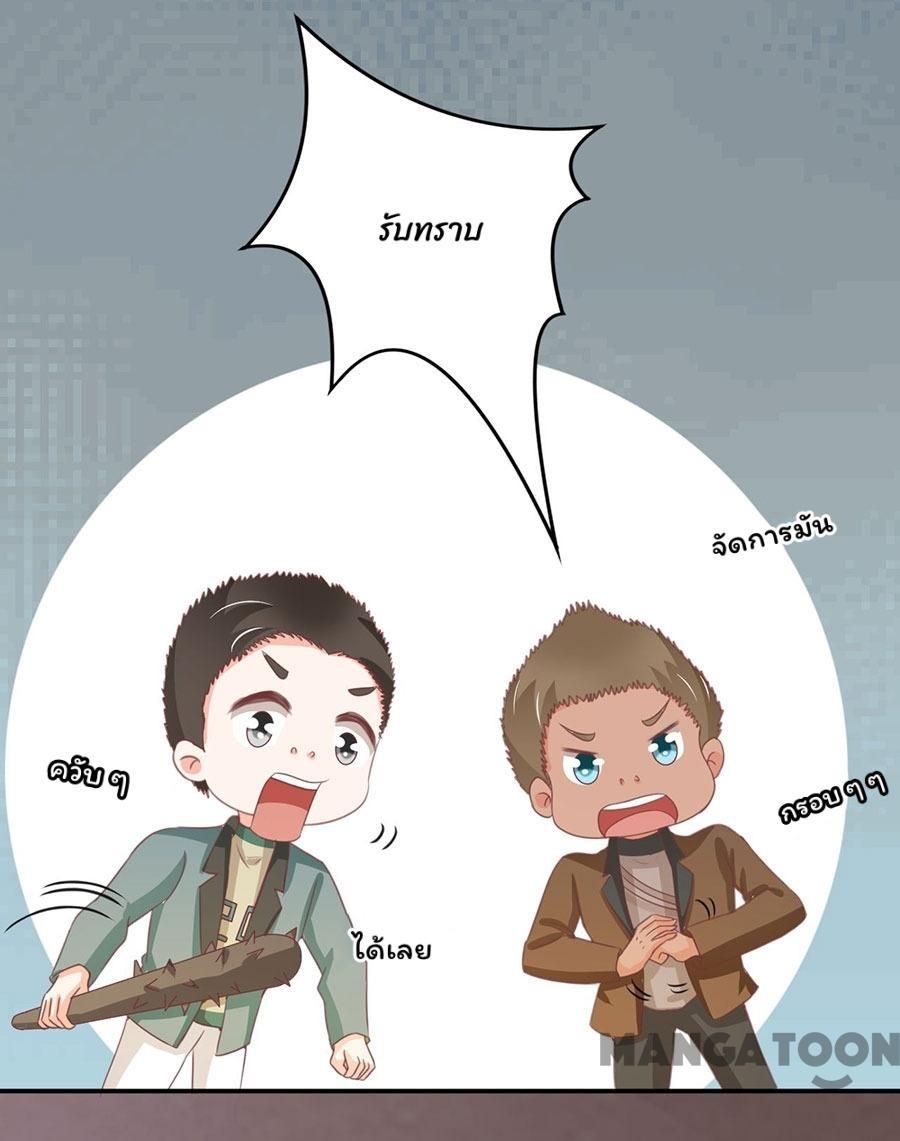 รับทราบ
จัดการมัน
ควับ ๆ
กรอบ ๆ ๆ
ได้เลย
MANGATOON